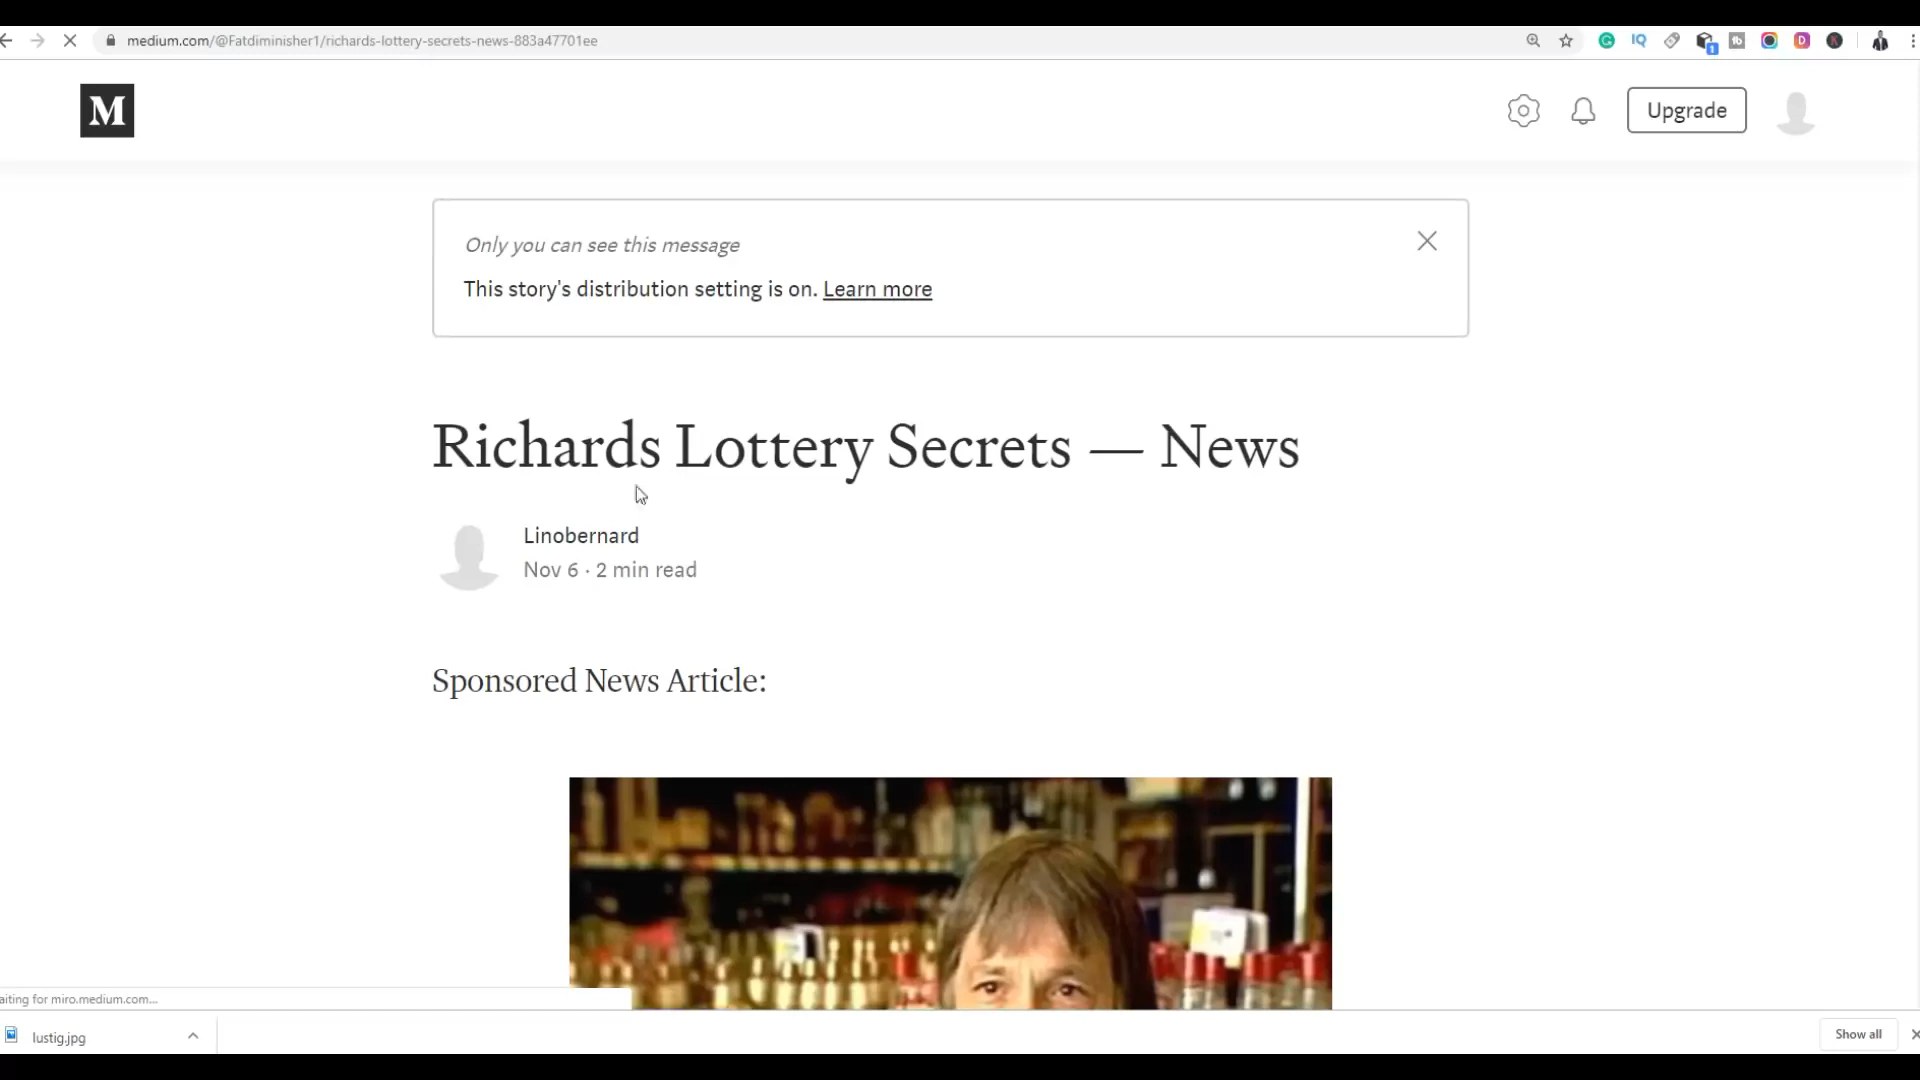 medium.com/@Fatdiminisher1/richards-lottery-secrets-news-883a47701ee
M
Upgrade
Only you can see this message
This story's distribution setting is on. Learn more
Richards Lottery Secrets — News
Linobernard
Nov 6 · 2 min read
Sponsored News Article:
aiting for miro.medium.com...
lustig.jpg
Show all